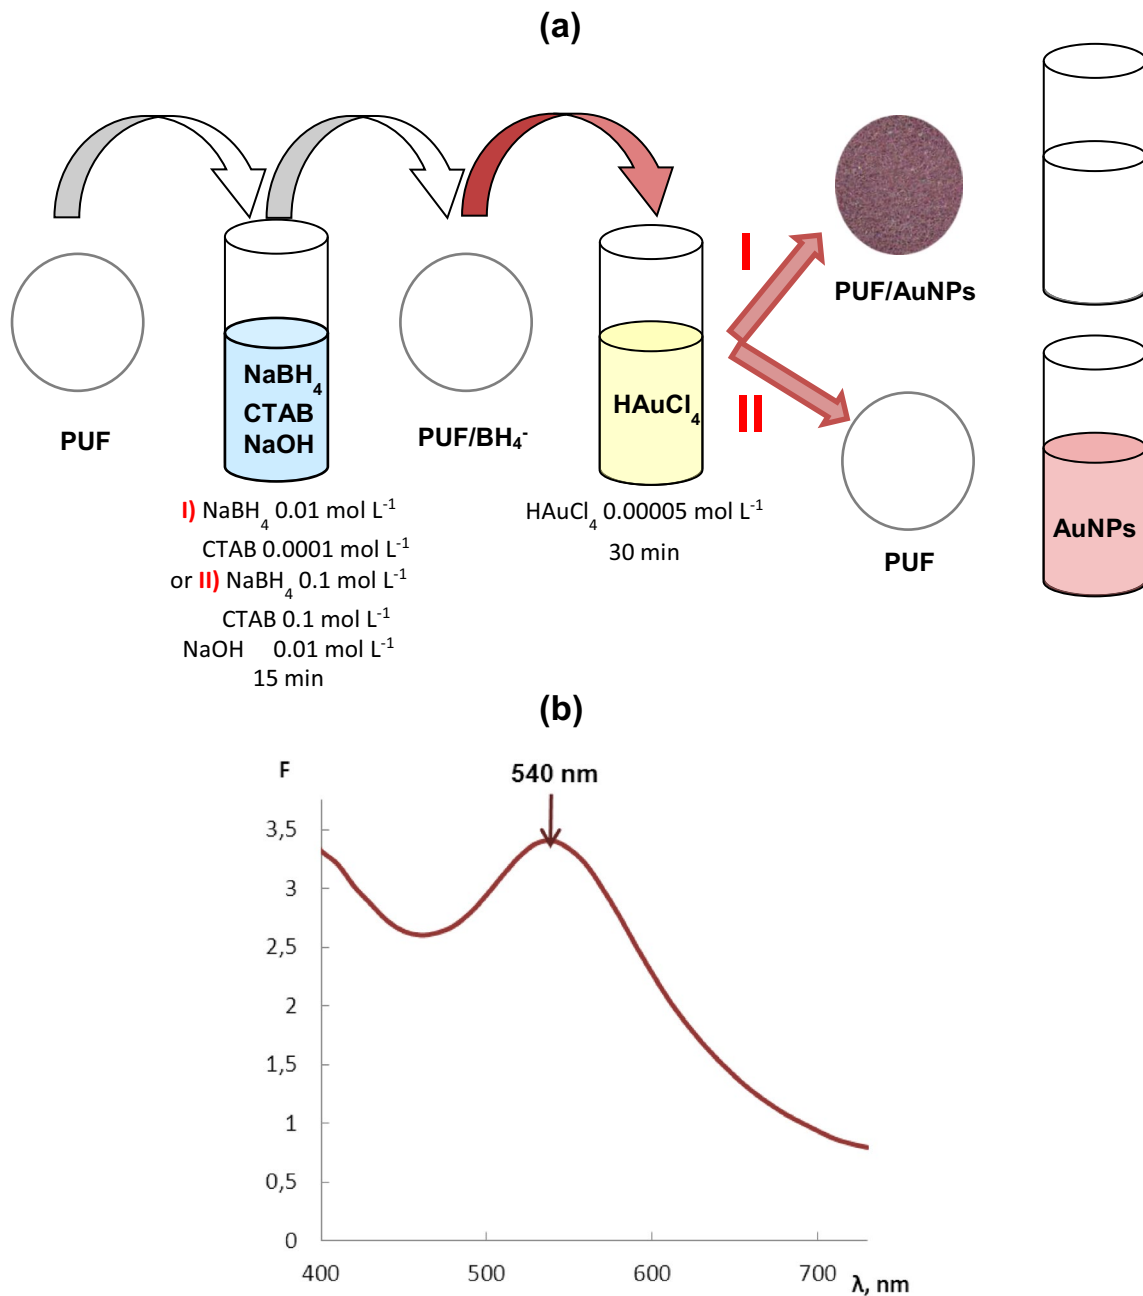 (a)
NaBH₄
CTAB
NaOH
PUF
PUF/BH₄⁻
HAuCl₄
I
II
PUF/AuNPs
PUF
AuNPs
I) NaBH₄ 0.01 mol L⁻¹
CTAB 0.0001 mol L⁻¹
or II) NaBH₄ 0.1 mol L⁻¹
CTAB 0.1 mol L⁻¹
NaOH 0.01 mol L⁻¹
15 min
HAuCl₄ 0.00005 mol L⁻¹
30 min
(b)
F
540 nm
3,5
3
2,5
2
1,5
1
0,5
0
400 500 600 700
λ, nm